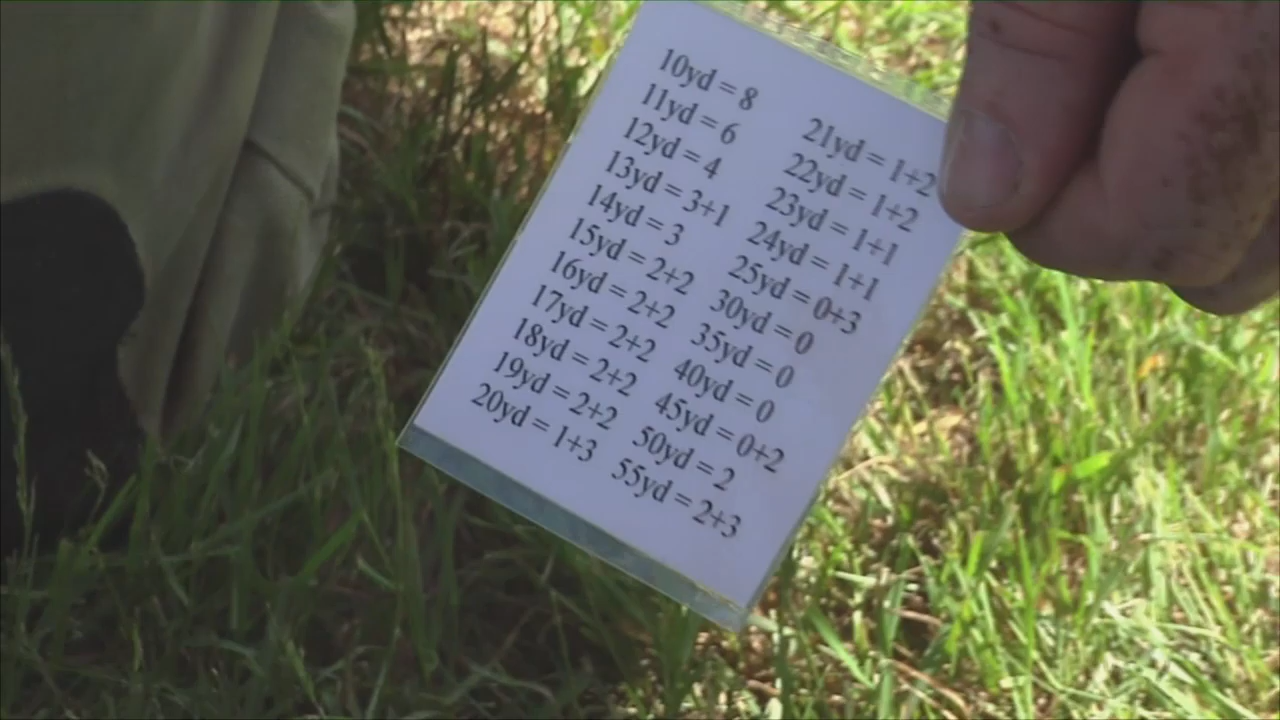 10yd = 8
11yd = 6
12yd = 4
13yd = 3+1
14yd = 3
15yd = 2+2
16yd = 2+2
17yd = 2+2
18yd = 2+2
19yd = 2+2
20yd = 1+3
21yd = 1+2
22yd = 1+2
23yd = 1+1
24yd = 1+1
25yd = 0+3
30yd = 0
35yd = 0
40yd = 0
45yd = 0+2
50yd = 2
55yd = 2+3